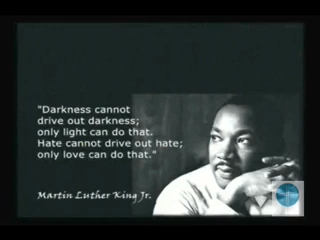 "Darkness cannot
drive out darkness;
only light can do that.
Hate cannot drive out hate;
only love can do that."
Martin Luther King Jr.